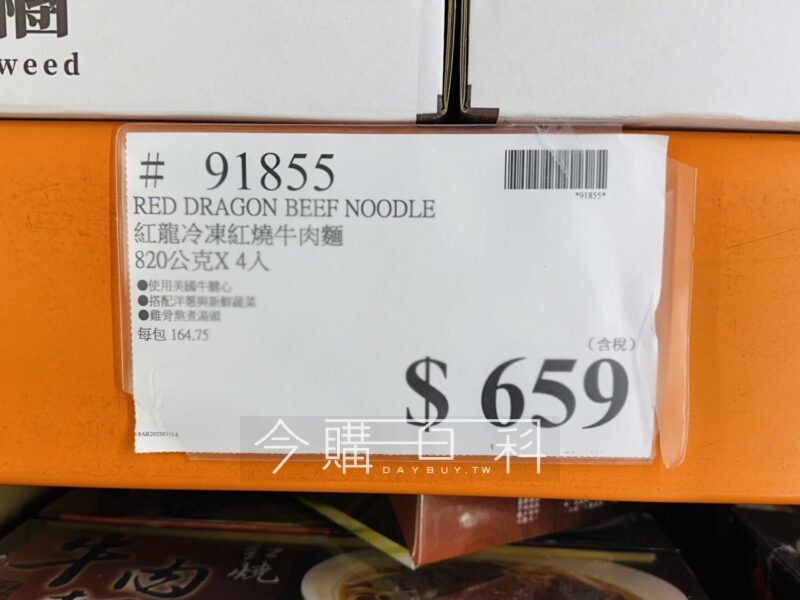 weed
# 91855
*91855*
RED DRAGON BEEF NOODLE
紅龍冷凍紅燒牛肉麵
820公克X 4入
●使用美國牛腱心
●搭配洋蔥與新鮮蔬菜
●雞骨熬煮湯頭
每包 164.75
(含稅)
$ 659
今購百科
DAYBUY.TW
牛肉
紅燒